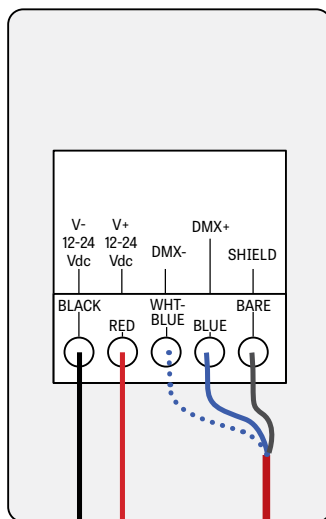 V-
12-24
Vdc
V+
12-24
Vdc
DMX-
DMX+
SHIELD
BLACK
RED
WHT-
BLUE
BLUE
BARE